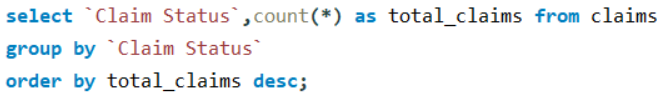 select `Claim Status`,count(*) as total_claims from claims
group by `Claim Status`
order by total_claims desc;